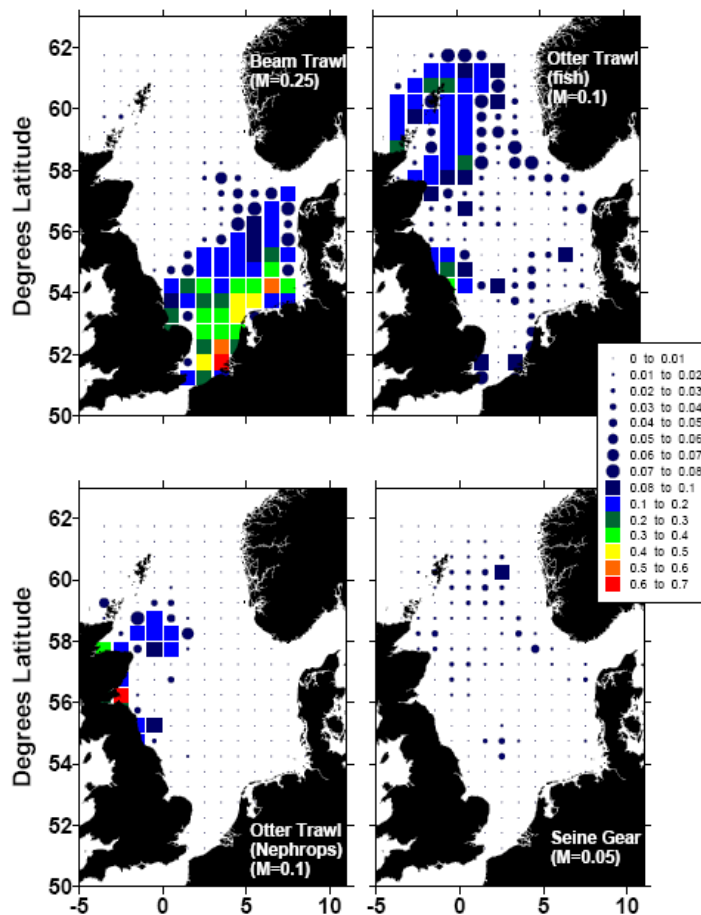 62
60
58
56
54
52
50
Degrees Latitude
Beam Trawl
(M=0.25)
Otter Trawl
(fish)
(M=0.1)
0 to 0.01
0.01 to 0.02
0.02 to 0.03
0.03 to 0.04
0.04 to 0.05
0.05 to 0.06
0.06 to 0.07
0.07 to 0.08
0.08 to 0.1
0.1 to 0.2
0.2 to 0.3
0.3 to 0.4
0.4 to 0.5
0.5 to 0.6
0.6 to 0.7
62
60
58
56
54
52
50
Degrees Latitude
Otter Trawl
(Nephrops)
(M=0.1)
Seine Gear
(M=0.05)
-5 0 5 10 -5 0 5 10